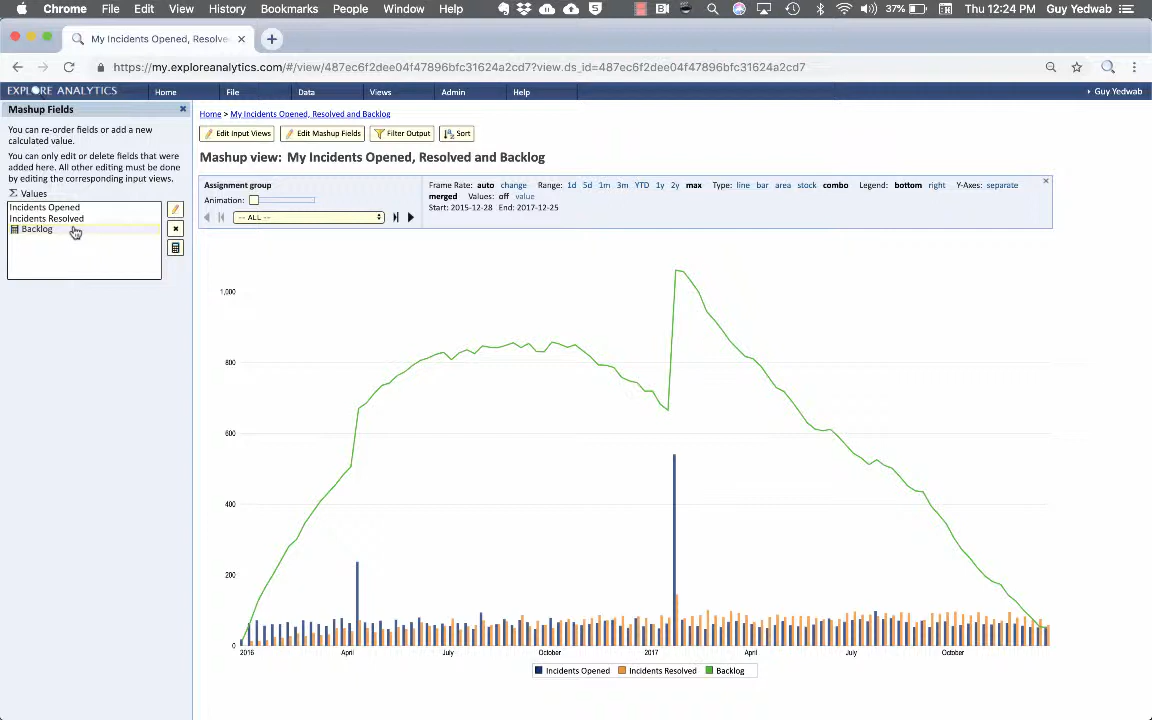 Chrome File Edit View History Bookmarks People Window Help 37% Thu 12:24 PM Guy Yedwab
My Incidents Opened, Resolve
https://my.exploreanalytics.com/#/view/487ec6f2dee04f47896bfc31624a2cd7?view.ds_id=487ec6f2dee04f47896bfc31624a2cd7
EXPLORE ANALYTICS Home File Data Views Admin Help Guy Yedwab
Mashup Fields
You can re-order fields or add a new
calculated value.
You can only edit or delete fields that were
added here. All other editing must be done
by editing the corresponding input views.
Σ Values
Incidents Opened
Incidents Resolved
Backlog
Home > My Incidents Opened, Resolved and Backlog
Edit Input Views Edit Mashup Fields Filter Output Sort
Mashup view: My Incidents Opened, Resolved and Backlog
Assignment group
Animation:
-- ALL --
Frame Rate: auto change Range: 1d 5d 1m 3m YTD 1y 2y max Type: line bar area stock combo Legend: bottom right Y-Axes: separate
merged Values: off value
Start: 2015-12-28 End: 2017-12-25
1,000
800
600
400
200
0
2016 April July October 2017 April July October
Incidents Opened Incidents Resolved Backlog